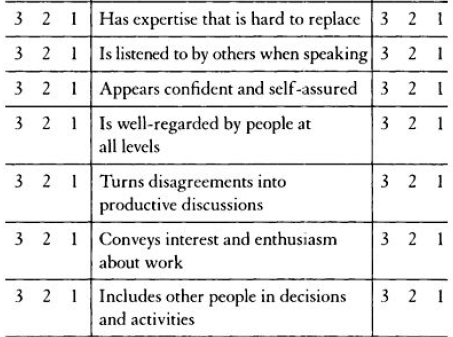 3 2 1 Has expertise that is hard to replace 3 2 1
3 2 1 Is listened to by others when speaking 3 2 1
3 2 1 Appears confident and self-assured 3 2 1
3 2 1 Is well-regarded by people at 3 2 1
all levels
3 2 1 Turns disagreements into 3 2 1
productive discussions
3 2 1 Conveys interest and enthusiasm 3 2 1
about work
3 2 1 Includes other people in decisions 3 2 1
and activities